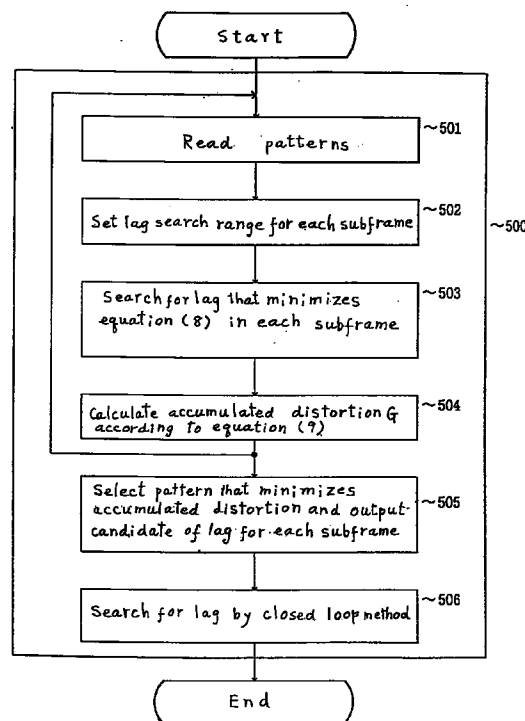 Start
Read patterns
~501
Set lag search range for each subframe
~502
~500
Search for lag that minimizes
equation (8) in each subframe
~503
Calculate accumulated distortion G
according to equation (9)
~504
Select pattern that minimizes
accumulated distortion and output
candidate of lag for each subframe
~505
Search for lag by closed loop method
~506
End